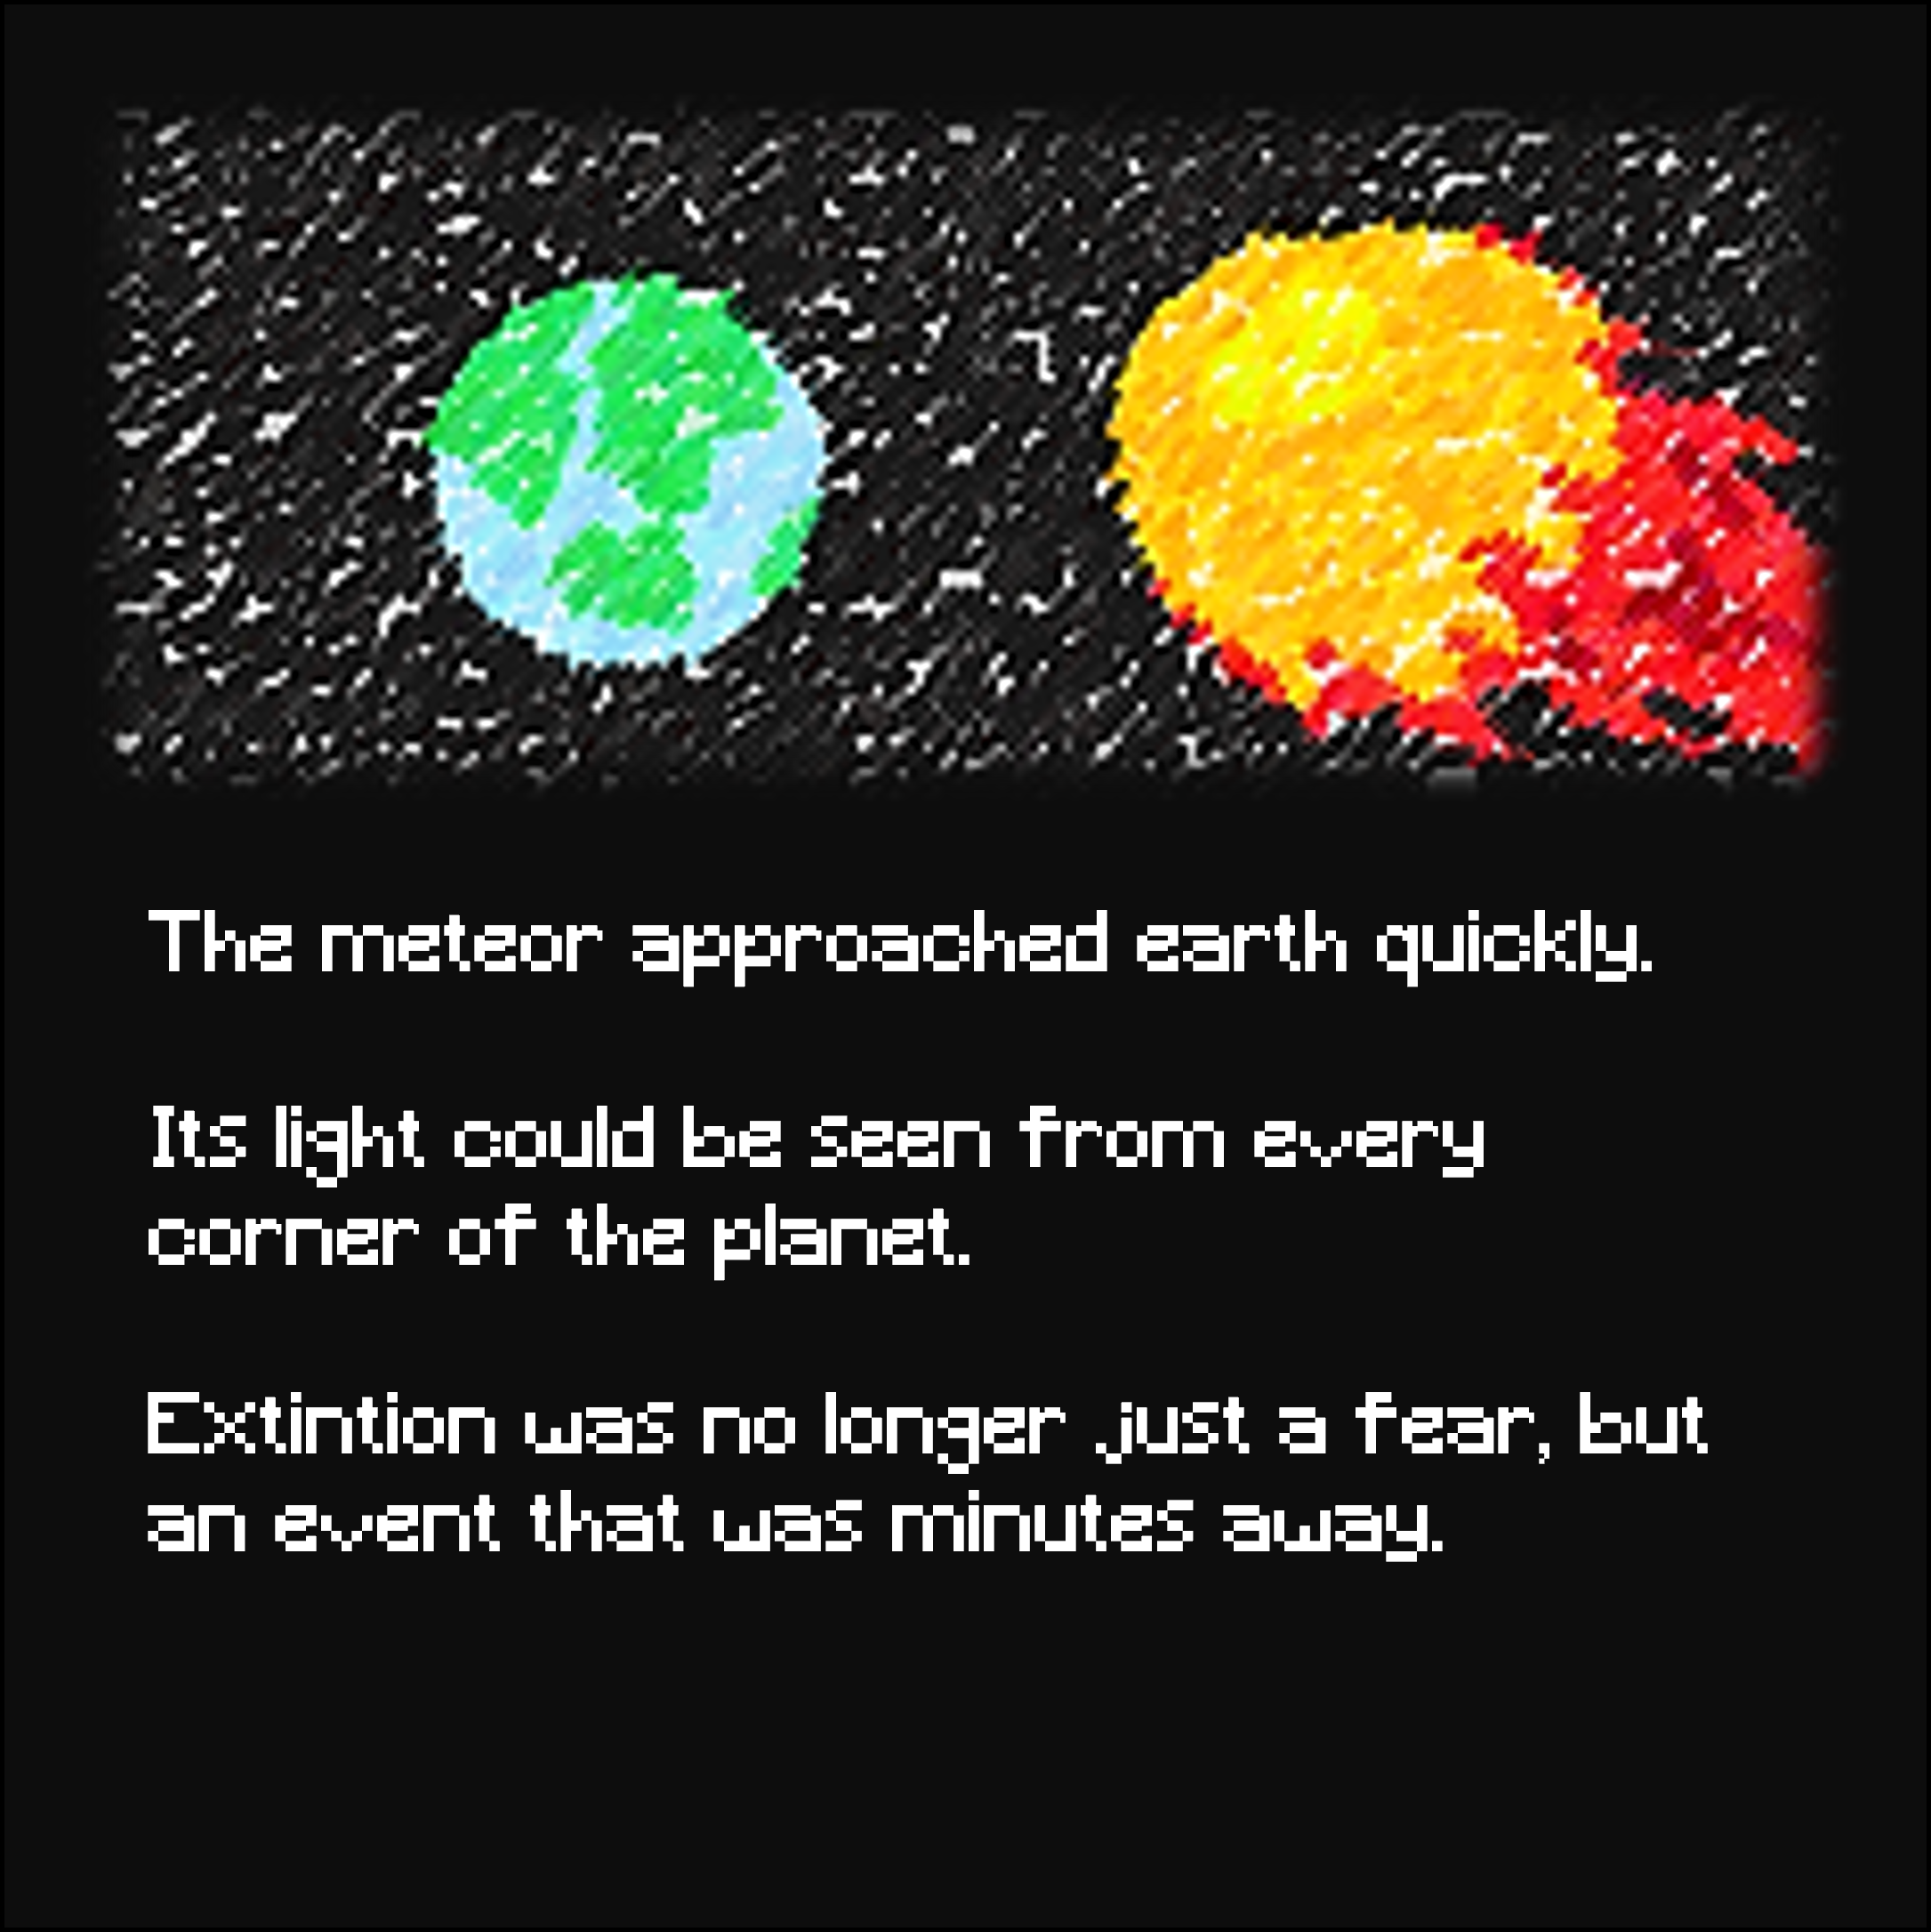 The meteor approached earth quickly.
Its light could be seen from every
corner of the planet.
Extintion was no longer just a fear, but
an event that was minutes away.